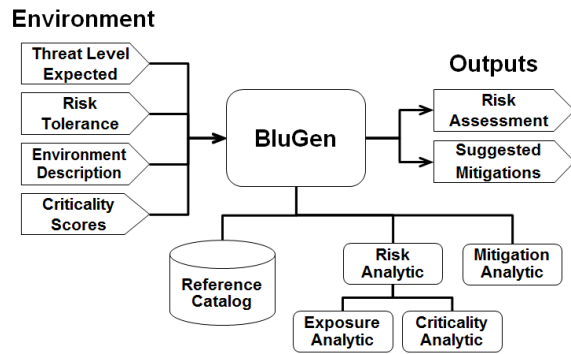 Environment
Threat Level
Expected
Risk
Tolerance
Environment
Description
Criticality
Scores
BluGen
Outputs
Risk
Assessment
Suggested
Mitigations
Reference
Catalog
Risk
Analytic
Mitigation
Analytic
Exposure
Analytic
Criticality
Analytic